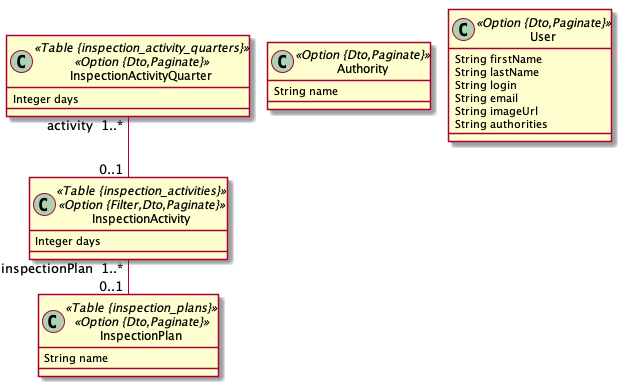 C
«Table {inspection_activity_quarters}»
«Option {Dto,Paginate}»
InspectionActivityQuarter
Integer days
C
«Option {Dto,Paginate}»
Authority
String name
C
«Option {Dto,Paginate}»
User
String firstName
String lastName
String login
String email
String imageUrl
String authorities
activity 1..*
0..1
C
«Table {inspection_activities}»
«Option {Filter,Dto,Paginate}»
InspectionActivity
Integer days
inspectionPlan 1..*
0..1
C
«Table {inspection_plans}»
«Option {Dto,Paginate}»
InspectionPlan
String name